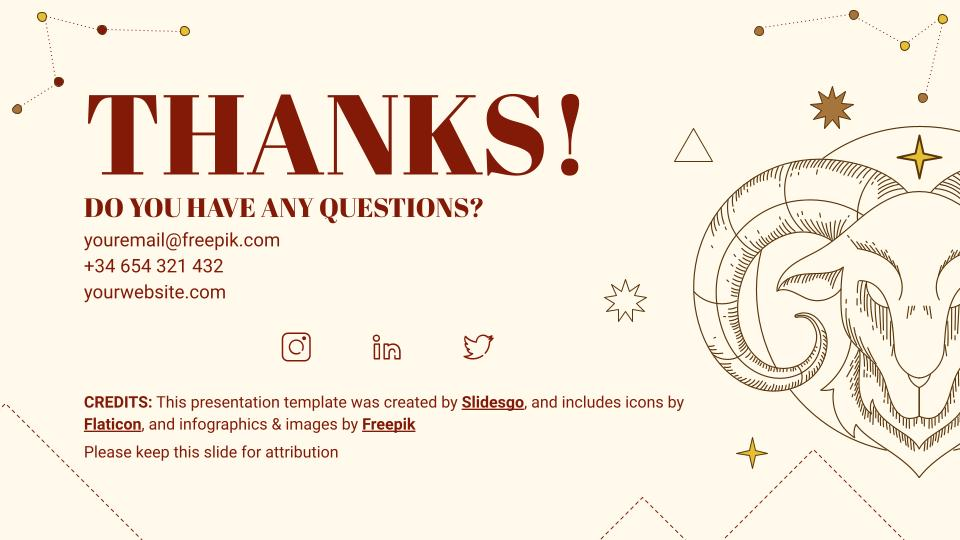 THANKS!
DO YOU HAVE ANY QUESTIONS?
youremail@freepik.com
+34 654 321 432
yourwebsite.com
CREDITS: This presentation template was created by Slidesgo, and includes icons by
Flaticon, and infographics & images by Freepik
Please keep this slide for attribution